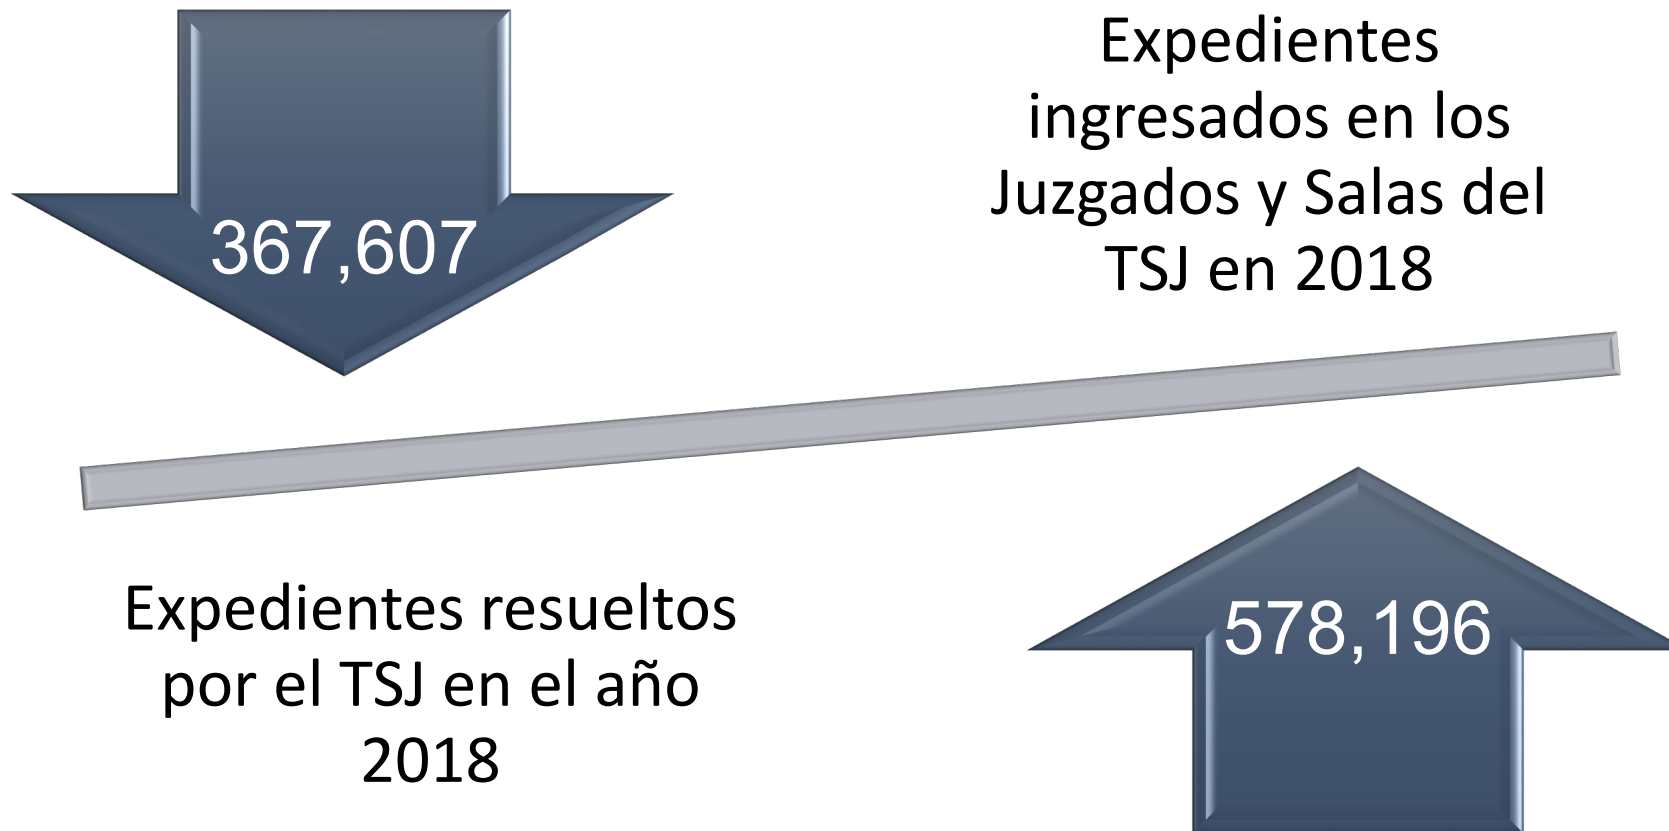 367,607
Expedientes
ingresados en los
Juzgados y Salas del
TSJ en 2018
Expedientes resueltos
por el TSJ en el año
2018
578,196